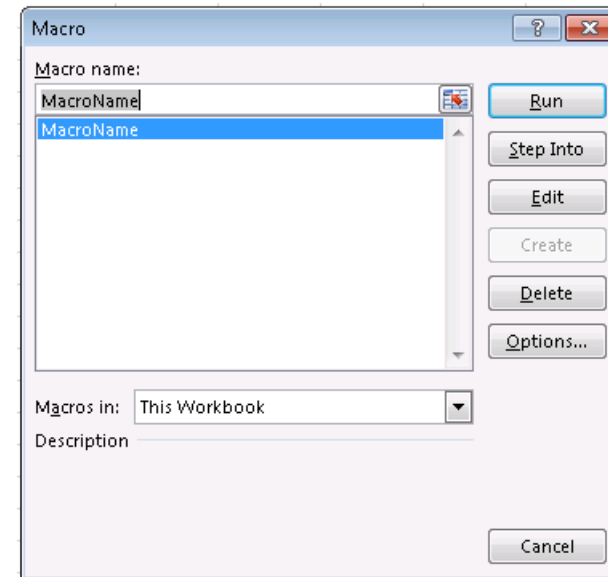 Macro
Macro name:
MacroName
Run
MacroName
Step Into
Edit
Create
Delete
Options...
Macros in: This Workbook
Description
Cancel